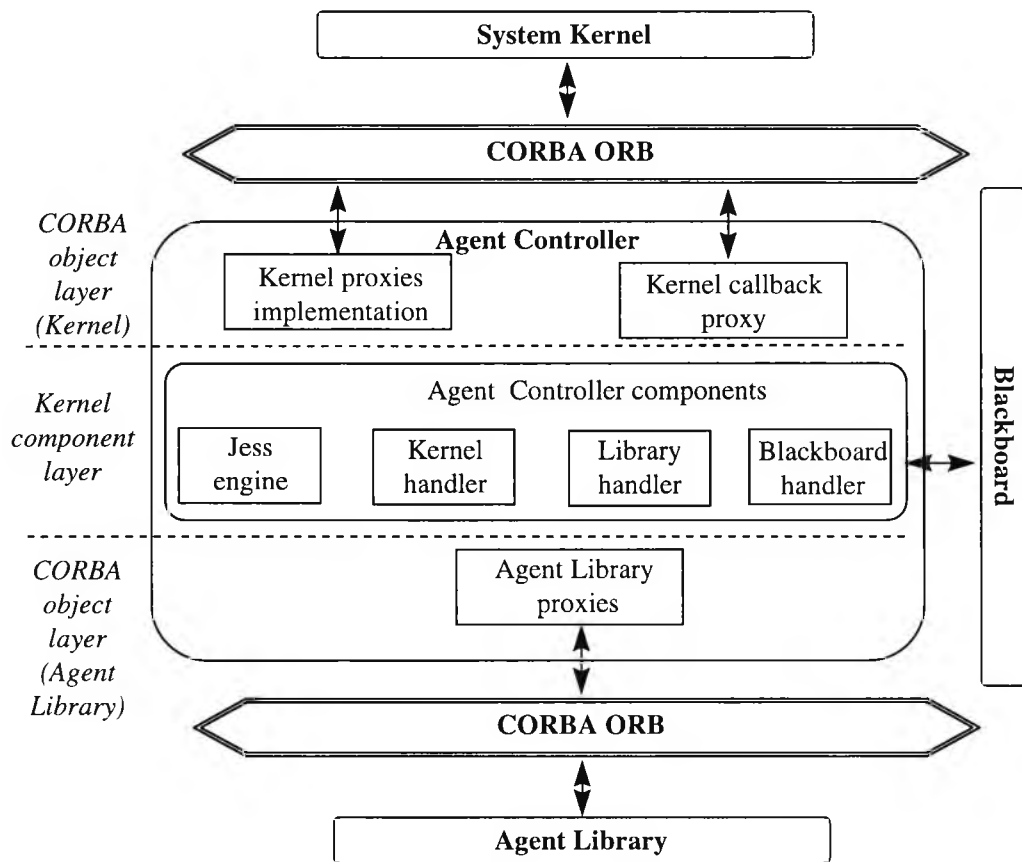 System Kernel
CORBA ORB
CORBA
object
layer
(Kernel)
Agent Controller
Kernel proxies
implementation
Kernel callback
proxy
Kernel
component
layer
Agent Controller components
Jess
engine
Kernel
handler
Library
handler
Blackboard
handler
Blackboard
CORBA
object
layer
(Agent
Library)
Agent Library
proxies
CORBA ORB
Agent Library